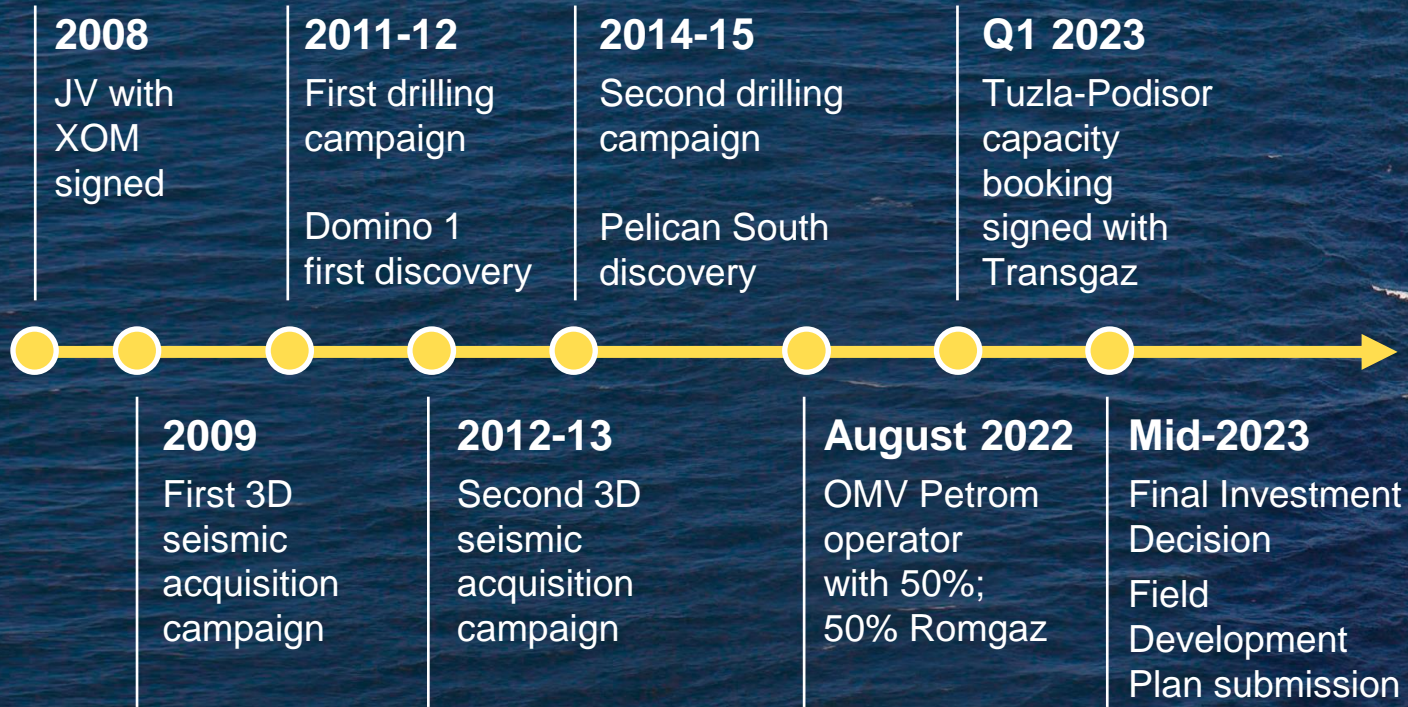 2008
JV with
XOM
signed
2011-12
First drilling
campaign
Domino 1
first discovery
2014-15
Second drilling
campaign
Pelican South
discovery
Q1 2023
Tuzla-Podisor
capacity
booking
signed with
Transgaz
2009
First 3D
seismic
acquisition
campaign
2012-13
Second 3D
seismic
acquisition
campaign
August 2022
OMV Petrom
operator
with 50%;
50% Romgaz
Mid-2023
Final Investment
Decision
Field
Development
Plan submission